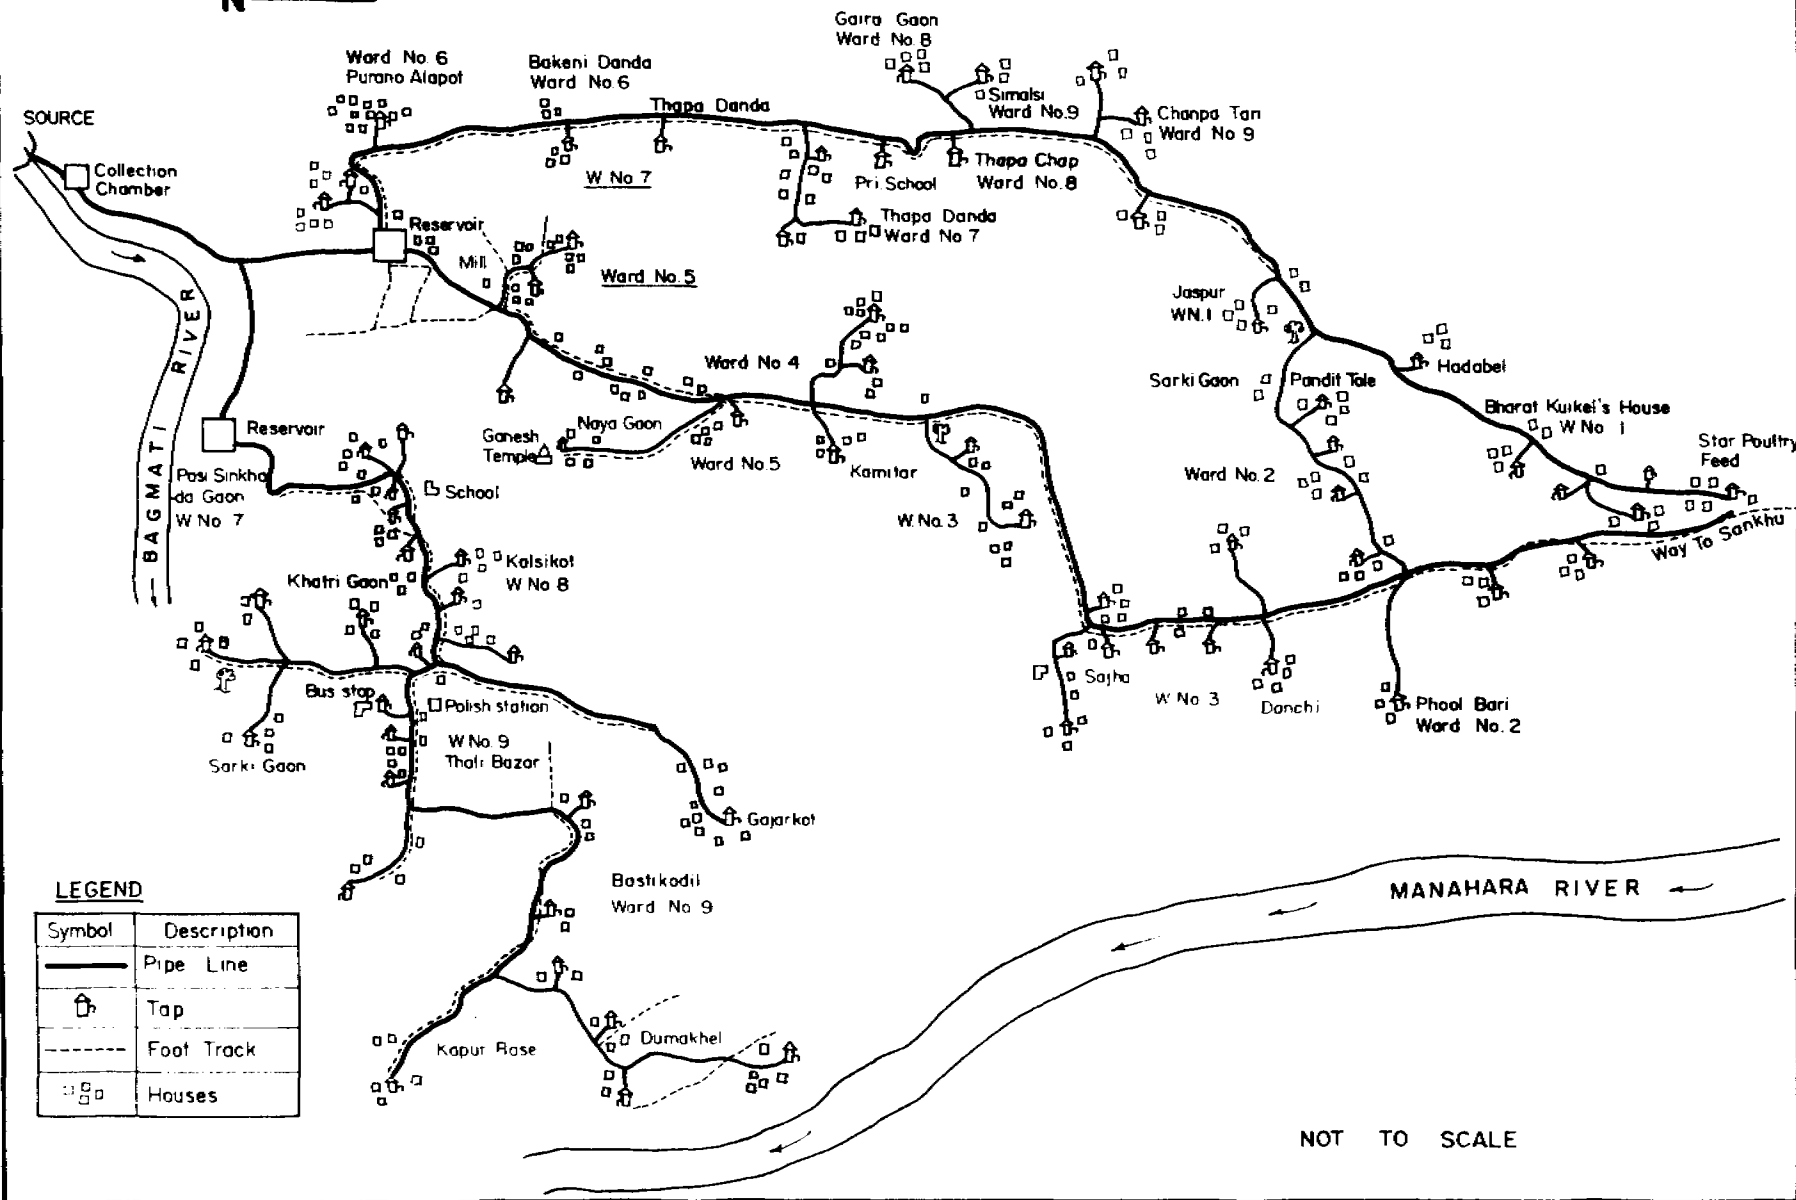 N
Gaira Gaon
Ward No. 8
Ward No. 6
Purano Alapot
Bakeni Danda
Ward No. 6
Thapa Danda
Simalsi
Ward No. 9
Chanpa Tar
Ward No 9
SOURCE
Collection
Chamber
W No 7
Pri. School
Thapa Chap
Ward No. 8
Reservoir
Thapa Danda
Ward No 7
Mill
Ward No. 5
Jaspur
WN. 1
BAGMATI RIVER
Ward No 4
Hadabel
Sarki Gaon
Pandit Tole
Bharat Kuikel's House
W No 1
Star Poultry
Feed
Reservoir
Ganesh
Temple
Naya Gaon
Ward No. 5
Kamitar
Ward No. 2
Pasi Sinkha
da Gaon
W No 7
School
W. No. 3
Way To Sankhu
Kalsikot
W No 8
Khatri Gaon
Bus stop
Polish station
Sajha
W No 3
Danchi
Phool Bari
Ward No. 2
W No. 9
Thali Bazar
Sarki Gaon
Gajarkot
Bastikodil
Ward No 9
MANAHARA RIVER
LEGEND
Symbol Description
Pipe Line
Tap
Foot Track
Houses
Kapur Base
Dumakhel
NOT TO SCALE